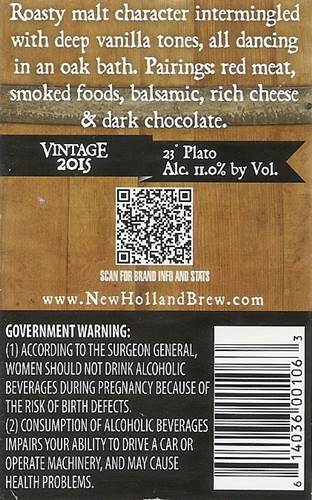 Roasty malt character intermingled
with deep vanilla tones, all dancing
in an oak bath. Pairings: red meat,
smoked foods, balsamic, rich cheese
& dark chocolate.
Vintage
2015
23° Plato
Alc. 11.0% by Vol.
SCAN FOR BRAND INFO AND STATS
www.NewHollandBrew.com
GOVERNMENT WARNING:
(1) ACCORDING TO THE SURGEON GENERAL,
WOMEN SHOULD NOT DRINK ALCOHOLIC
BEVERAGES DURING PREGNANCY BECAUSE OF
THE RISK OF BIRTH DEFECTS.
(2) CONSUMPTION OF ALCOHOLIC BEVERAGES
IMPAIRS YOUR ABILITY TO DRIVE A CAR OR
OPERATE MACHINERY, AND MAY CAUSE
HEALTH PROBLEMS.
6 14036 00106 3